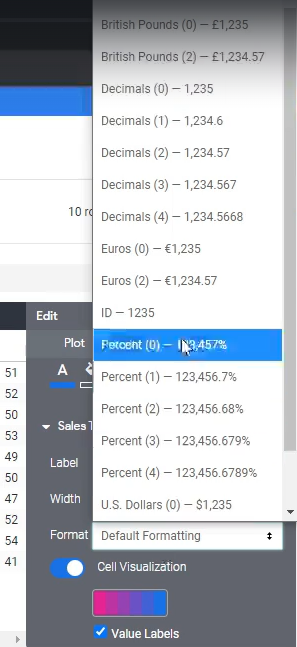 British Pounds (0) — £1,235
British Pounds (2) — £1,234.57
Decimals (0) — 1,235
Decimals (1) — 1,234.6
Decimals (2) — 1,234.57
Decimals (3) — 1,234.567
Decimals (4) — 1,234.5668
Euros (0) — €1,235
Euros (2) — €1,234.57
ID — 1235
Percent (0) — 123,457%
Percent (1) — 123,456.7%
Percent (2) — 123,456.68%
Percent (3) — 123,456.679%
Percent (4) — 123,456.6789%
U.S. Dollars (0) — $1,235
10 ro
Edit
Plot
A
51
52
50
53
49
50
47
52
54
41
Sales T
Label
Width
Format
Default Formatting
Cell Visualization
Value Labels